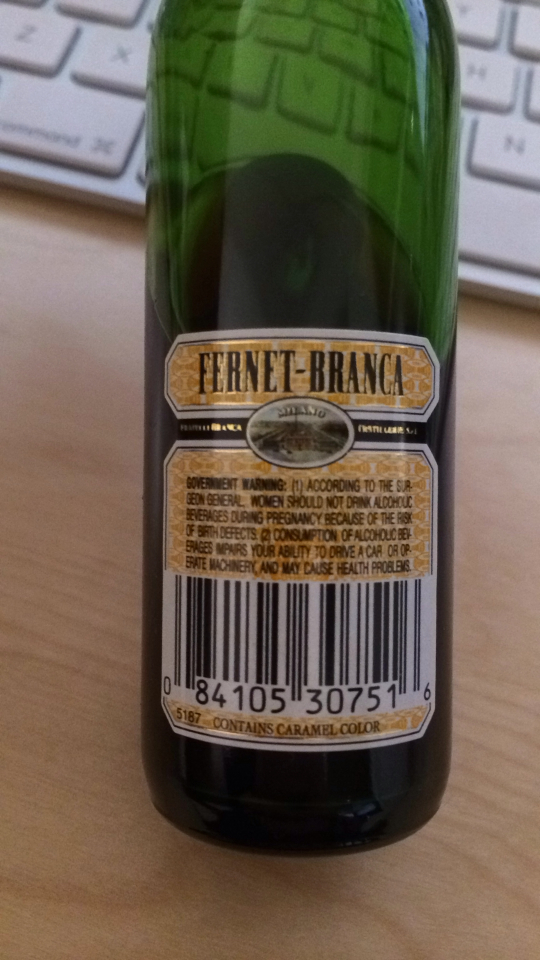 Z
X
command ⌘
H
N
FERNET-BRANCA
MILANO
BRANCA
GOVERNMENT WARNING: (1) ACCORDING TO THE SUR-
GEON GENERAL, WOMEN SHOULD NOT DRINK ALCOHOLIC
BEVERAGES DURING PREGNANCY BECAUSE OF THE RISK
OF BIRTH DEFECTS. (2) CONSUMPTION OF ALCOHOLIC BEV-
ERAGES IMPAIRS YOUR ABILITY TO DRIVE A CAR OR OP-
ERATE MACHINERY, AND MAY CAUSE HEALTH PROBLEMS.
0 84105 30751 6
5187 CONTAINS CARAMEL COLOR